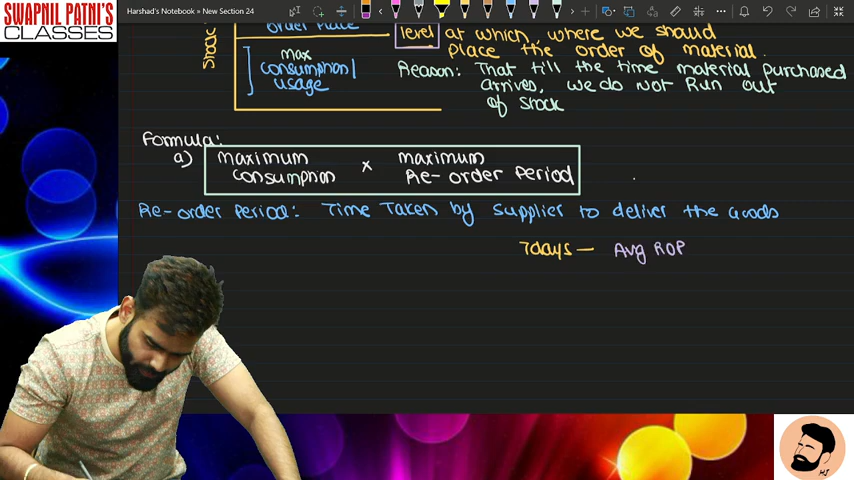 SWAPNIL PATNI'S
CLASSES
Harshad's Notebook » New Section 24
Stock
order Place
max
consumption/
usage
level at which, where we should
place the order of material.
Reason: That till the time material purchased
arrives, we do not Run out
of stock
Formula:
a) maximum consumption x maximum Re-order Period
Re-order Period: Time Taken by supplier to deliver the Goods
7days — Avg ROP
HS